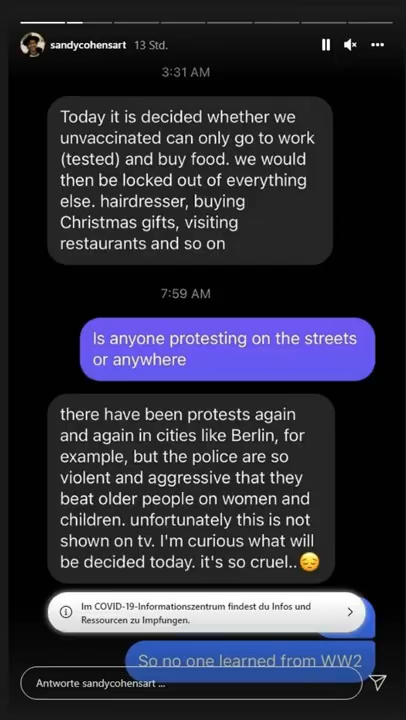 sandycohensart 13 Std.
3:31 AM
Today it is decided whether we
unvaccinated can only go to work
(tested) and buy food. we would
then be locked out of everything
else. hairdresser, buying
Christmas gifts, visiting
restaurants and so on
7:59 AM
Is anyone protesting on the streets
or anywhere
there have been protests again
and again in cities like Berlin, for
example, but the police are so
violent and aggressive that they
beat older people on women and
children. unfortunately this is not
shown on tv. I'm curious what will
be decided today. it's so cruel..😔
Im COVID-19-Informationszentrum findest du Infos und
Ressourcen zu Impfungen.
So no one learned from WW2
Antworte sandycohensart ...